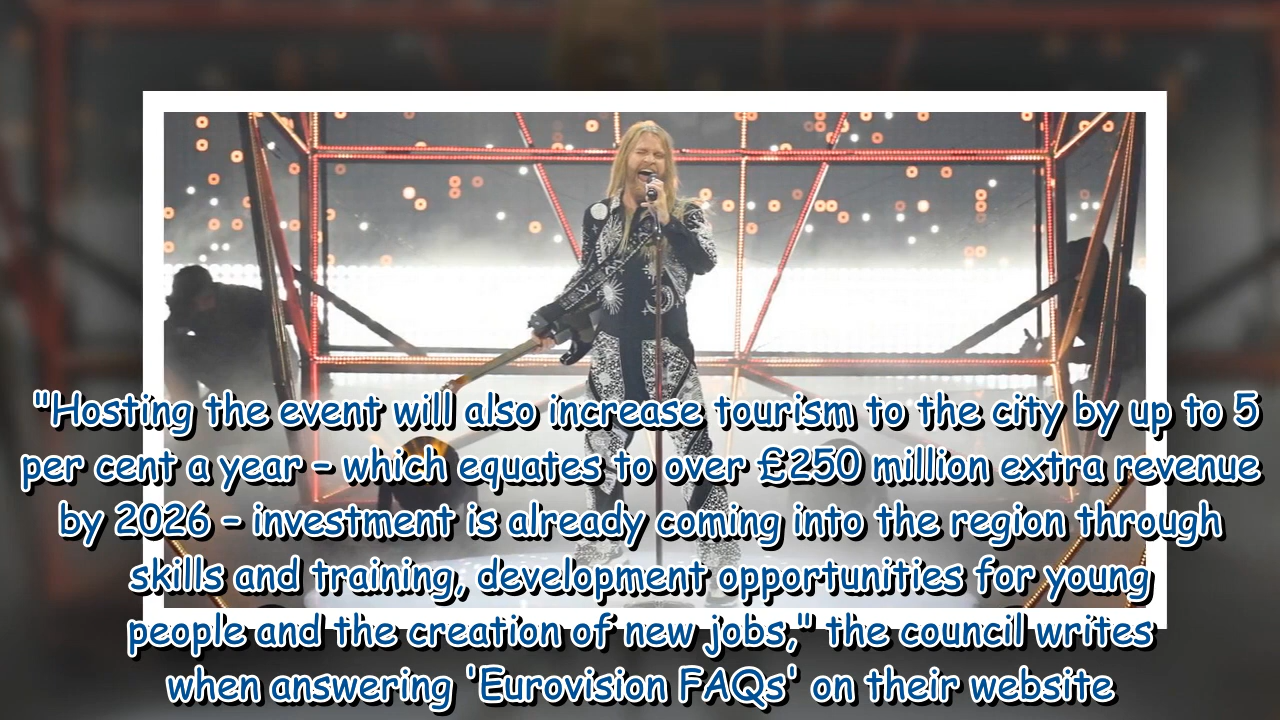 "Hosting the event will also increase tourism to the city by up to 5
per cent a year – which equates to over £250 million extra revenue
by 2026 – investment is already coming into the region through
skills and training, development opportunities for young
people and the creation of new jobs," the council writes
when answering 'Eurovision FAQs' on their website